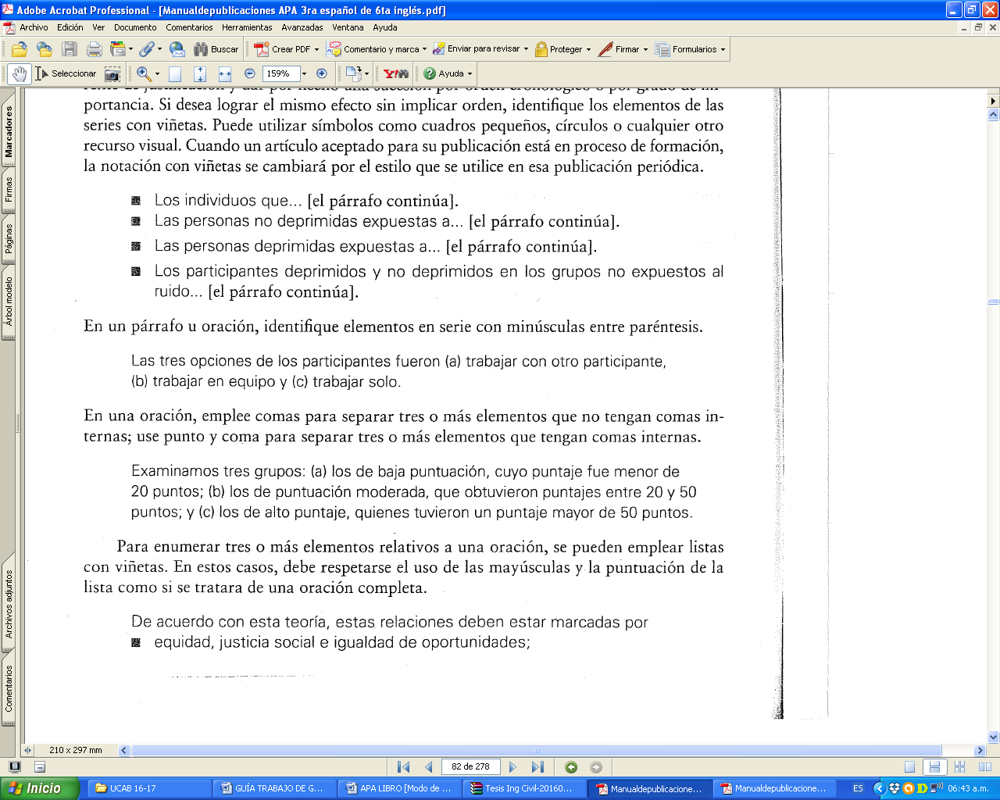 Adobe Acrobat Professional - [Manualdepublicaciones APA 3ra español de 6ta inglés.pdf]
Archivo Edición Ver Documento Comentarios Herramientas Avanzadas Ventana Ayuda
Buscar Crear PDF Comentario y marca Enviar para revisar Proteger Firmar Formularios
Seleccionar 159% Y! Ayuda
Marcadores
Firmas
Páginas
Árbol modelo
Archivos adjuntos
Comentarios
portancia. Si desea lograr el mismo efecto sin implicar orden, identifique los elementos de las
series con viñetas. Puede utilizar símbolos como cuadros pequeños, círculos o cualquier otro
recurso visual. Cuando un artículo aceptado para su publicación está en proceso de formación,
la notación con viñetas se cambiará por el estilo que se utilice en esa publicación periódica.
Los individuos que... [el párrafo continúa].
Las personas no deprimidas expuestas a... [el párrafo continúa].
Las personas deprimidas expuestas a... [el párrafo continúa].
Los participantes deprimidos y no deprimidos en los grupos no expuestos al
ruido... [el párrafo continúa].
En un párrafo u oración, identifique elementos en serie con minúsculas entre paréntesis.
Las tres opciones de los participantes fueron (a) trabajar con otro participante,
(b) trabajar en equipo y (c) trabajar solo.
En una oración, emplee comas para separar tres o más elementos que no tengan comas in-
ternas; use punto y coma para separar tres o más elementos que tengan comas internas.
Examinamos tres grupos: (a) los de baja puntuación, cuyo puntaje fue menor de
20 puntos; (b) los de puntuación moderada, que obtuvieron puntajes entre 20 y 50
puntos; y (c) los de alto puntaje, quienes tuvieron un puntaje mayor de 50 puntos.
Para enumerar tres o más elementos relativos a una oración, se pueden emplear listas
con viñetas. En estos casos, debe respetarse el uso de las mayúsculas y la puntuación de la
lista como si se tratara de una oración completa.
De acuerdo con esta teoría, estas relaciones deben estar marcadas por
equidad, justicia social e igualdad de oportunidades;
210 x 297 mm
82 de 278
Inicio UCAB 16-17 GUÍA TRABAJO DE G... APA LIBRO [Modo de ... Tesis Ing Civil-20160... Manualdepublicacione... Manualdepublicacione... ES 06:43 a.m.